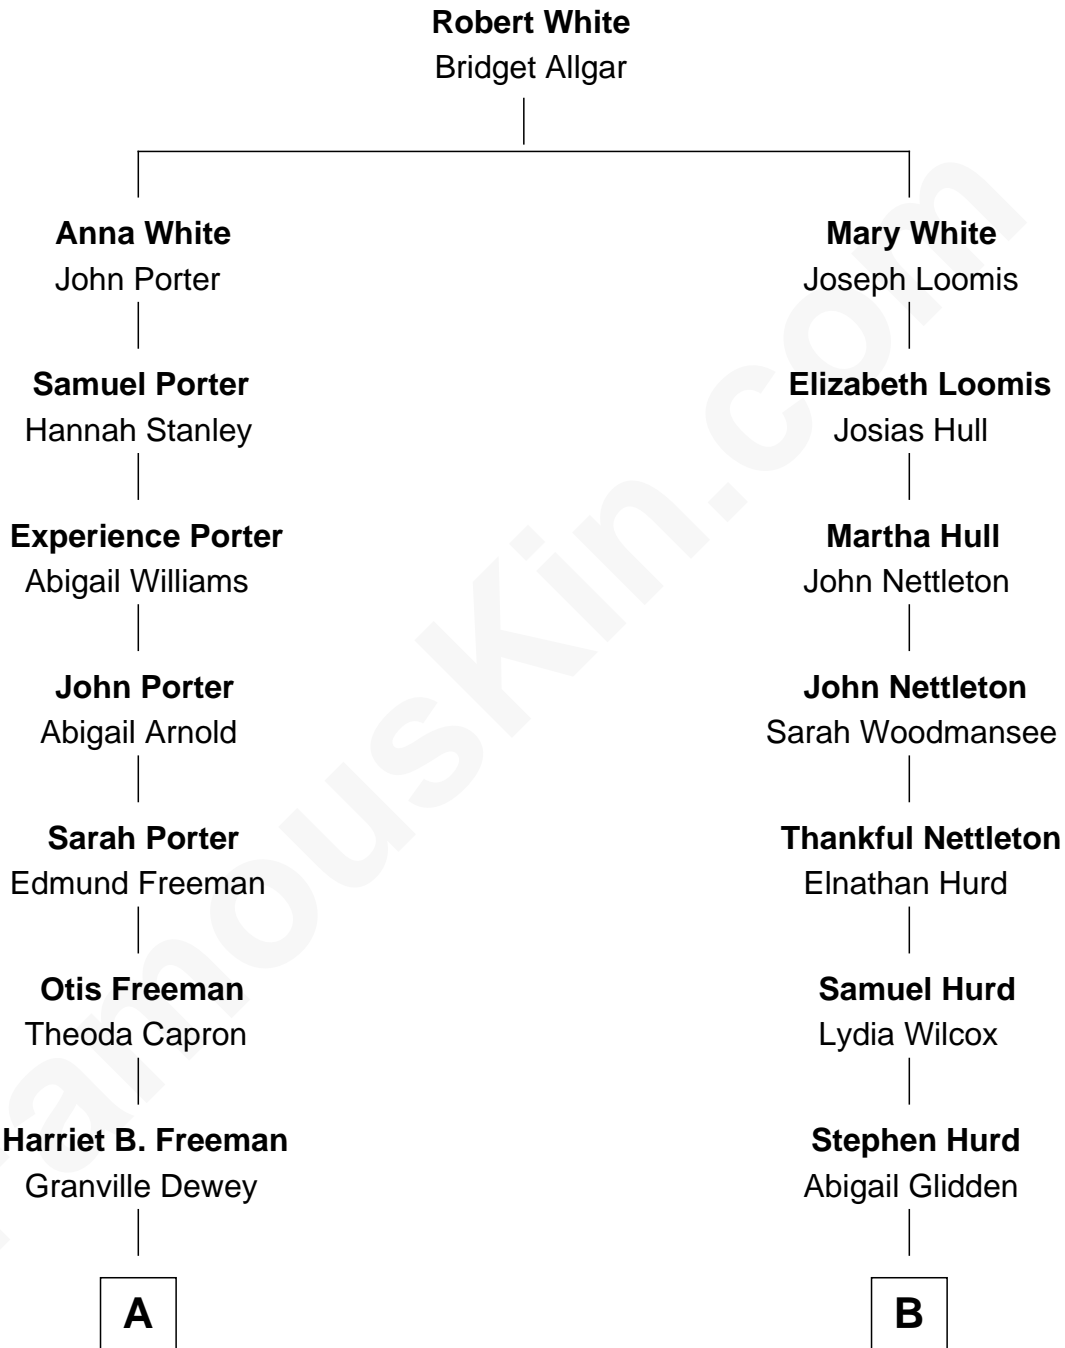 Robert White
Bridget Allgar
Anna White
John Porter
Mary White
Joseph Loomis
Samuel Porter
Hannah Stanley
Elizabeth Loomis
Josias Hull
Experience Porter
Abigail Williams
Martha Hull
John Nettleton
John Porter
Abigail Arnold
John Nettleton
Sarah Woodmansee
Sarah Porter
Edmund Freeman
Thankful Nettleton
Elnathan Hurd
Otis Freeman
Theoda Capron
Samuel Hurd
Lydia Wilcox
Harriet B. Freeman
Granville Dewey
Stephen Hurd
Abigail Glidden
A
B
FamousKin.com